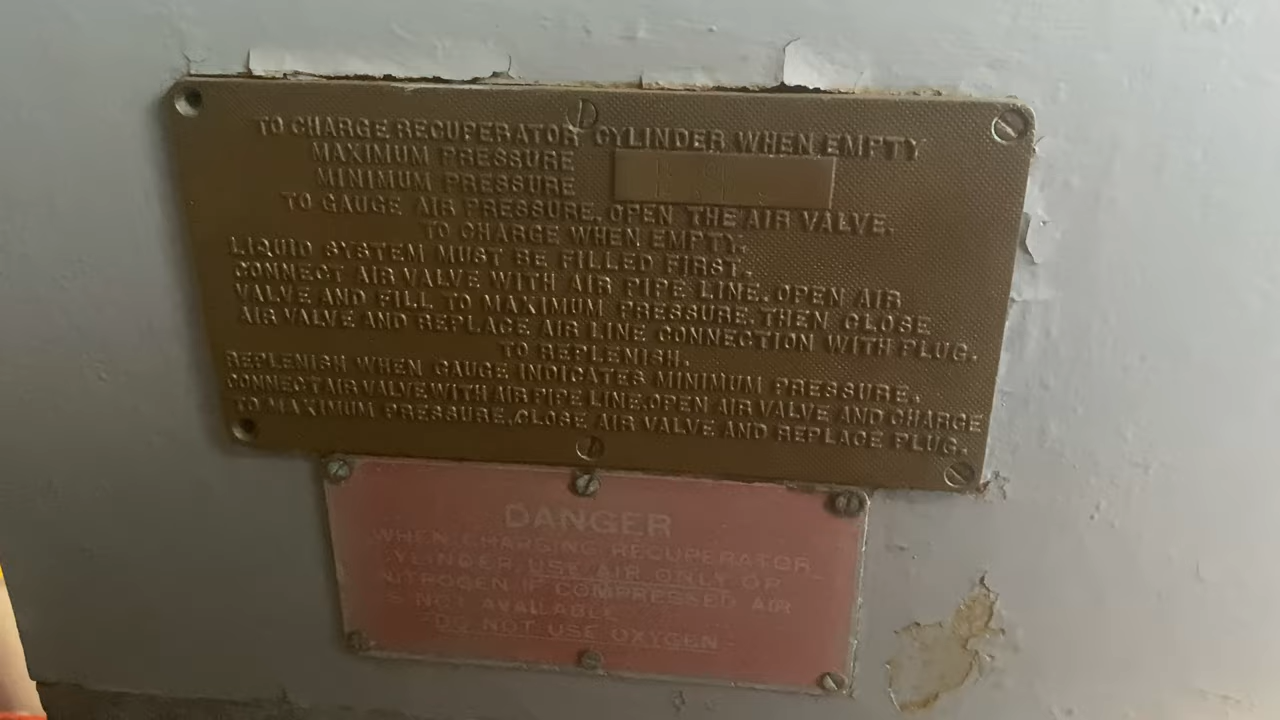 TO CHARGE RECUPERATOR CYLINDER WHEN EMPTY
MAXIMUM PRESSURE
MINIMUM PRESSURE
TO GAUGE AIR PRESSURE. OPEN THE AIR VALVE.
TO CHARGE WHEN EMPTY.
LIQUID SYSTEM MUST BE FILLED FIRST.
CONNECT AIR VALVE WITH AIR PIPE LINE. OPEN AIR
VALVE AND FILL TO MAXIMUM PRESSURE. THEN CLOSE
AIR VALVE AND REPLACE AIR LINE CONNECTION WITH PLUG.
TO REPLENISH.
REPLENISH WHEN GAUGE INDICATES MINIMUM PRESSURE.
CONNECT AIR VALVE WITH AIR PIPE LINE. OPEN AIR VALVE AND CHARGE
TO MAXIMUM PRESSURE, CLOSE AIR VALVE AND REPLACE PLUG.
DANGER
WHEN CHARGING RECUPERATOR
CYLINDER USE AIR ONLY OR
NITROGEN IF COMPRESSED AIR
IS NOT AVAILABLE
-DO NOT USE OXYGEN-